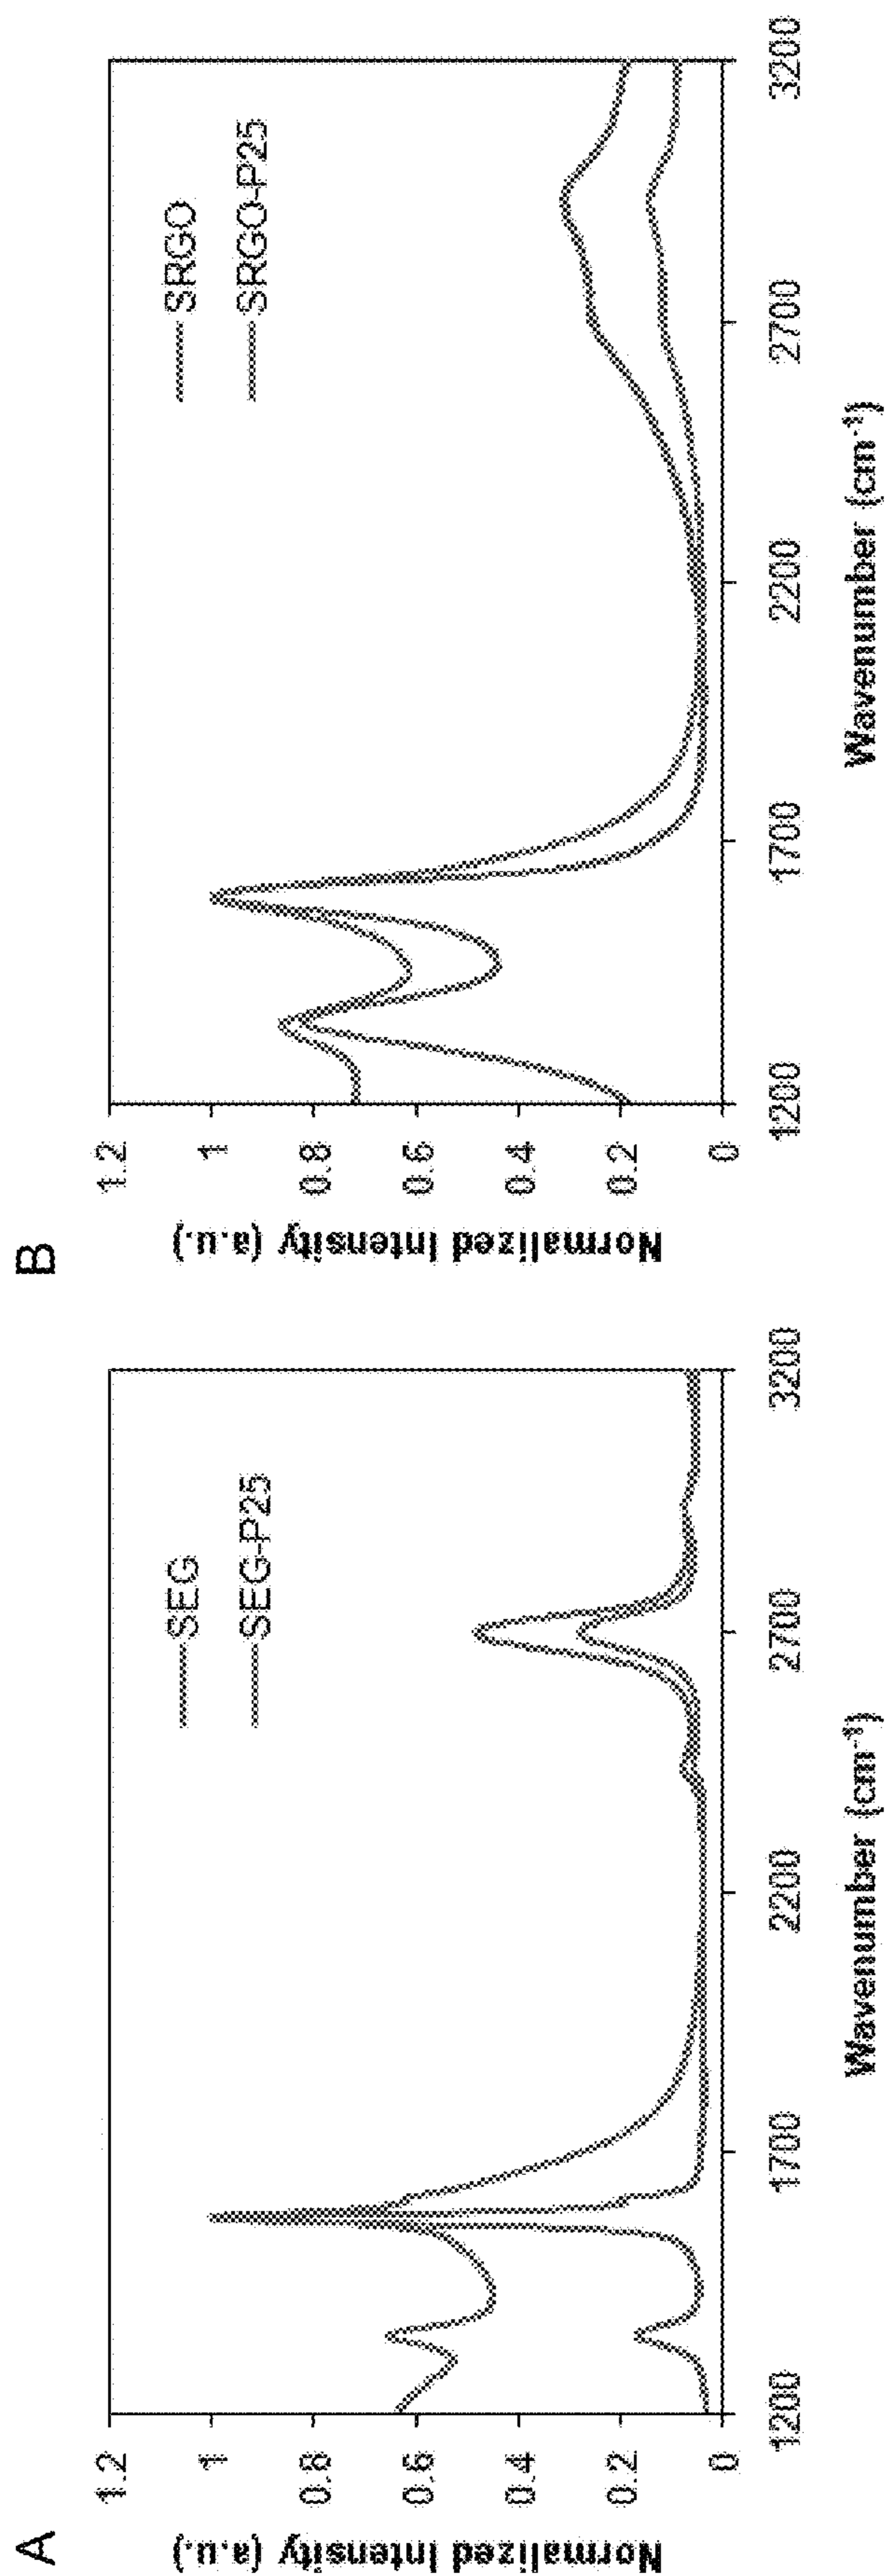 A
Normalized Intensity (a.u.)
1.2
1
0.8
0.6
0.4
0.2
0
SEG
SEG-P25
1200
1700
2200
2700
3200
Wavenumber (cm⁻¹)
B
Normalized Intensity (a.u.)
1.2
1
0.8
0.6
0.4
0.2
0
SRGO
SRGO-P25
1200
1700
2200
2700
3200
Wavenumber (cm⁻¹)